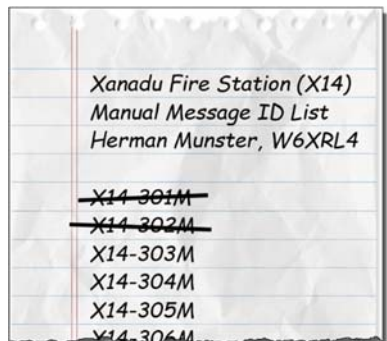 Xanadu Fire Station (X14)
Manual Message ID List
Herman Munster, W6XRL4
X14-301M
X14-302M
X14-303M
X14-304M
X14-305M
X14-306M